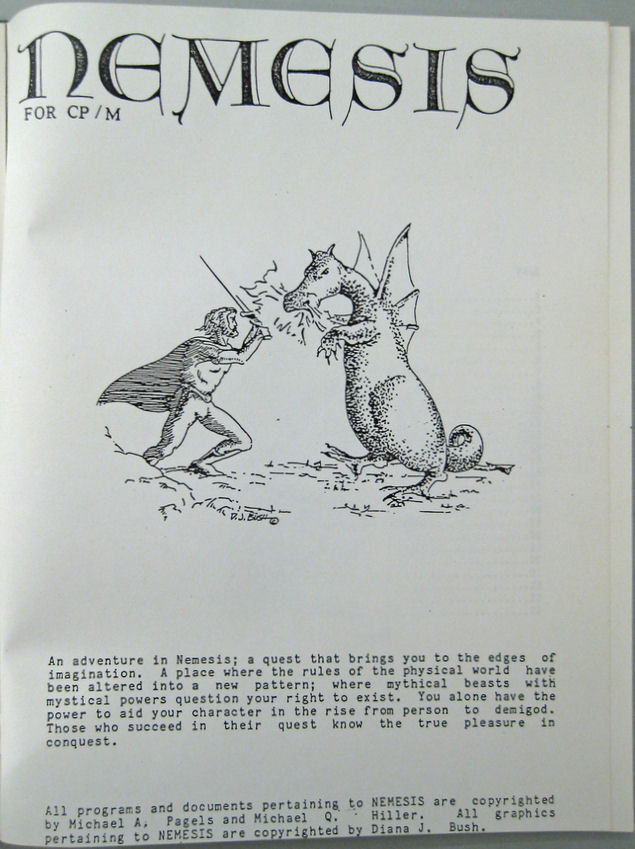 NEMESIS
FOR CP/M
D.J. Bush ©
An adventure in Nemesis; a quest that brings you to the edges of
imagination. A place where the rules of the physical world have
been altered into a new pattern; where mythical beasts with
mystical powers question your right to exist. You alone have the
power to aid your character in the rise from person to demigod.
Those who succeed in their quest know the true pleasure in
conquest.
All programs and documents pertaining to NEMESIS are copyrighted
by Michael A. Pagels and Michael Q. Hiller. All graphics
pertaining to NEMESIS are copyrighted by Diana J. Bush.